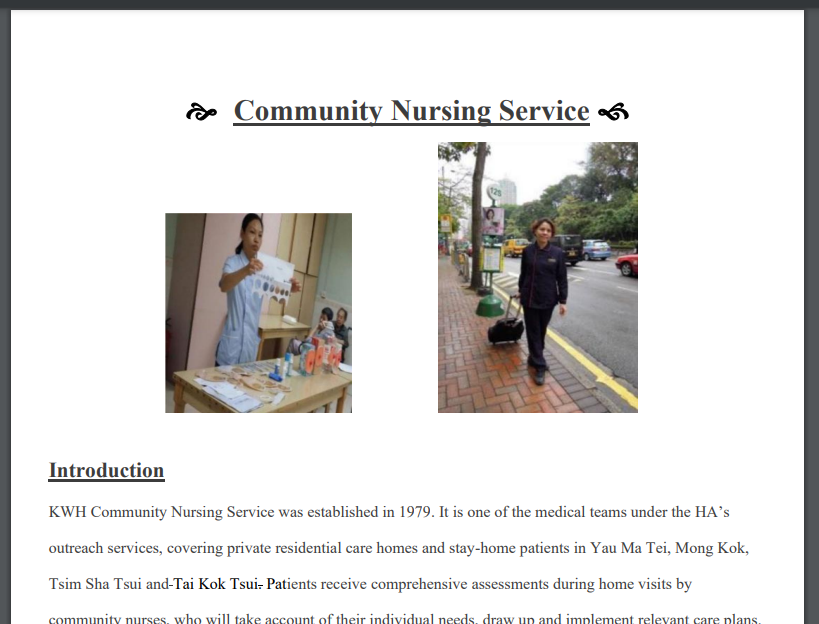 Community Nursing Service
Introduction
KWH Community Nursing Service was established in 1979. It is one of the medical teams under the HA’s
outreach services, covering private residential care homes and stay-home patients in Yau Ma Tei, Mong Kok,
Tsim Sha Tsui and-Tai Kok Tsui- Patients receive comprehensive assessments during home visits by
community nurses, who will take account of their individual needs, draw up and implement relevant care plans.